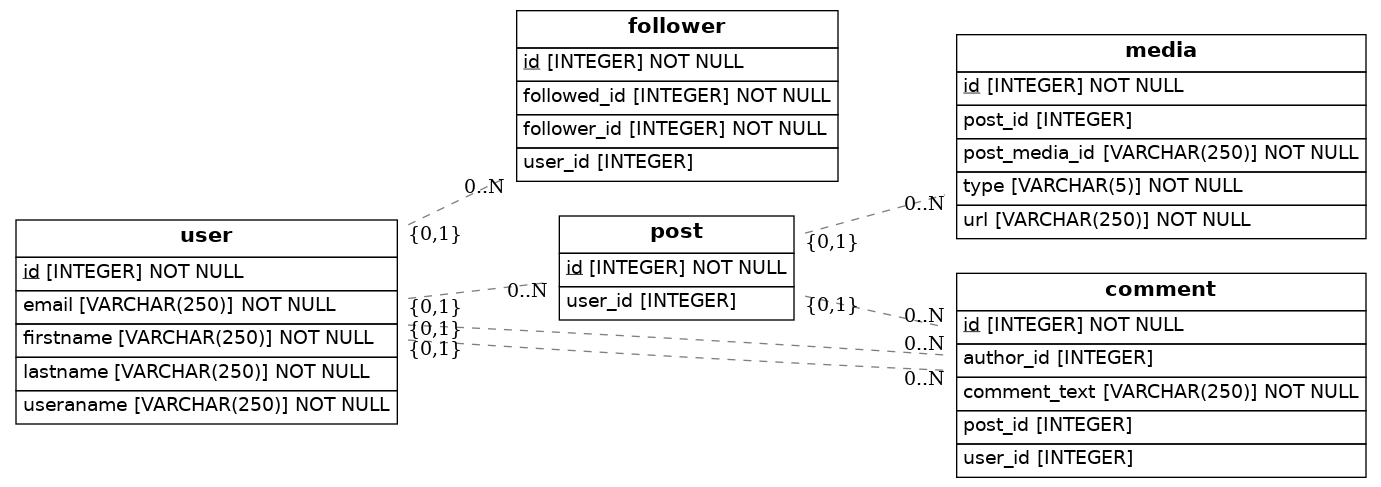 follower
id [INTEGER] NOT NULL
followed_id [INTEGER] NOT NULL
follower_id [INTEGER] NOT NULL
user_id [INTEGER]
media
id [INTEGER] NOT NULL
post_id [INTEGER]
post_media_id [VARCHAR(250)] NOT NULL
type [VARCHAR(5)] NOT NULL
url [VARCHAR(250)] NOT NULL
user
id [INTEGER] NOT NULL
email [VARCHAR(250)] NOT NULL
firstname [VARCHAR(250)] NOT NULL
lastname [VARCHAR(250)] NOT NULL
useraname [VARCHAR(250)] NOT NULL
post
id [INTEGER] NOT NULL
user_id [INTEGER]
comment
id [INTEGER] NOT NULL
author_id [INTEGER]
comment_text [VARCHAR(250)] NOT NULL
post_id [INTEGER]
user_id [INTEGER]
0..N
{0,1}
0..N
{0,1}
{0,1}
{0,1}
0..N
{0,1}
0..N
{0,1}
0..N
0..N